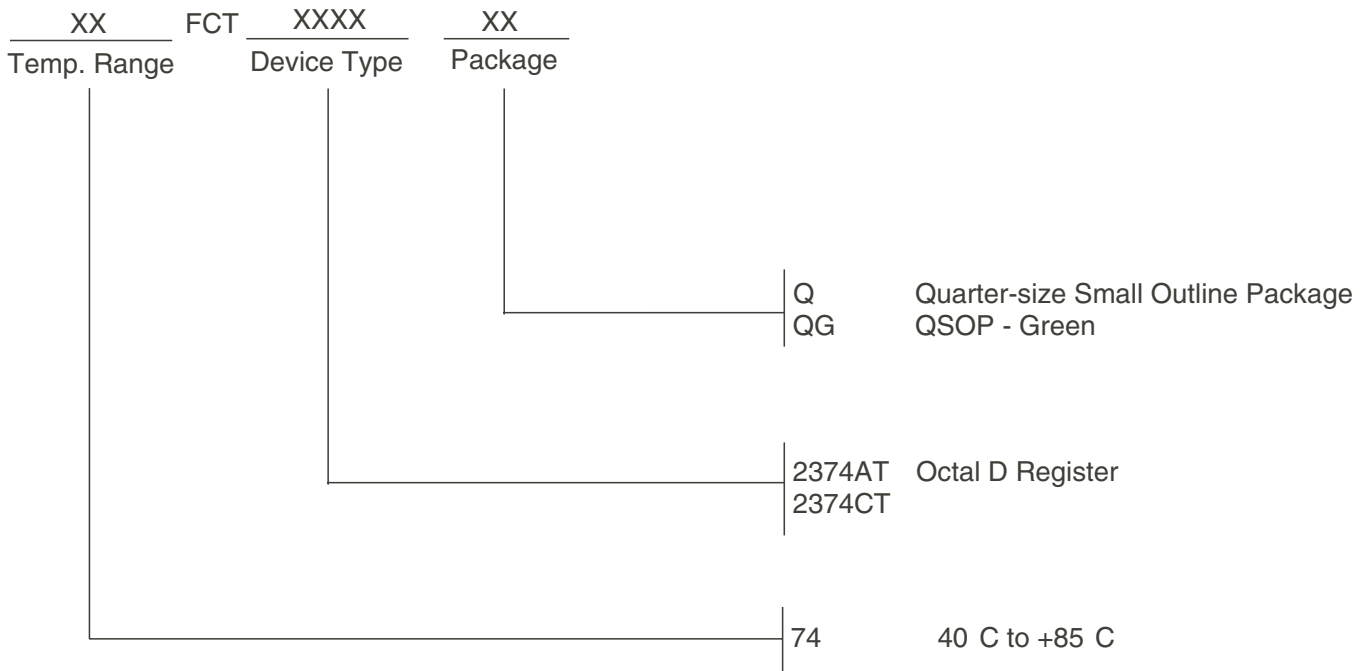 XX FCT XXXX XX
Temp. Range Device Type Package
Q Quarter-size Small Outline Package
QG QSOP - Green
2374AT Octal D Register
2374CT
74 40 C to +85 C